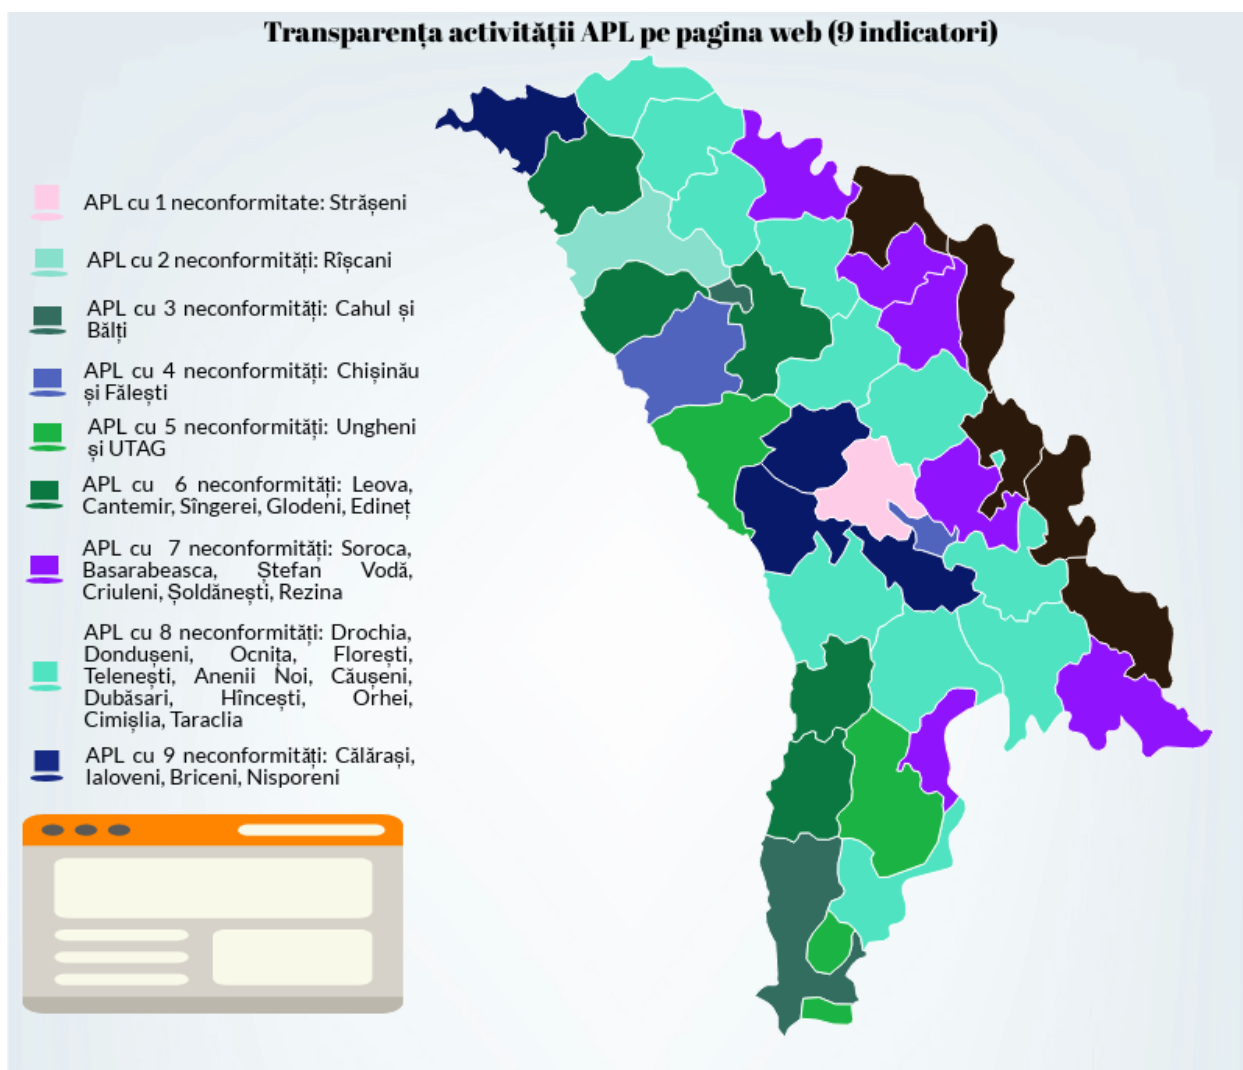 Transparența activității APL pe pagina web (9 indicatori)
APL cu 1 neconformitate: Strășeni
APL cu 2 neconformități: Rîșcani
APL cu 3 neconformități: Cahul și
Bălți
APL cu 4 neconformități: Chișinău
și Fălești
APL cu 5 neconformități: Ungheni
și UTAG
APL cu 6 neconformități: Leova,
Cantemir, Sîngerei, Glodeni, Edineț
APL cu 7 neconformități: Soroca,
Basarabeasca, Ștefan Vodă,
Criuleni, Șoldănești, Rezina
APL cu 8 neconformități: Drochia,
Dondușeni, Ocnița, Florești,
Telenești, Anenii Noi, Căușeni,
Dubăsari, Hîncești, Orhei,
Cimișlia, Taraclia
APL cu 9 neconformități: Călărași,
Ialoveni, Briceni, Nisporeni